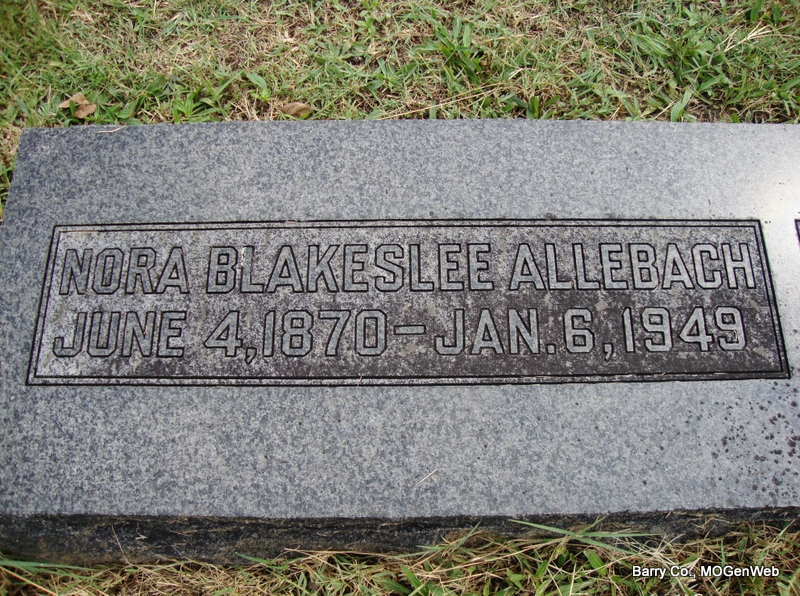 NORA BLAKESLEE ALLEBACH
JUNE 4, 1870 – JAN. 6, 1949
Barry Co., MOGenWeb